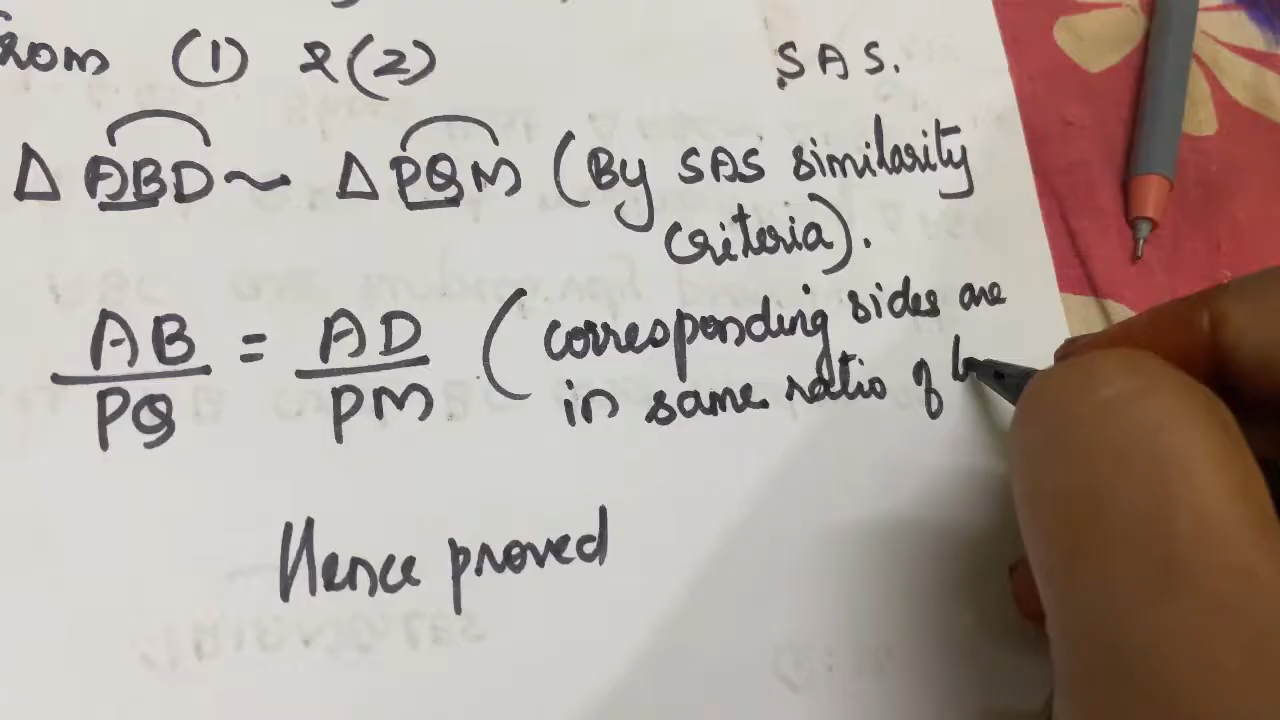 from (1) & (2)
SAS.
Δ ABD ~ Δ PQM (By SAS similarity
criteria).
AB/PQ = AD/PM (corresponding sides are
in same ratio of
Hence proved